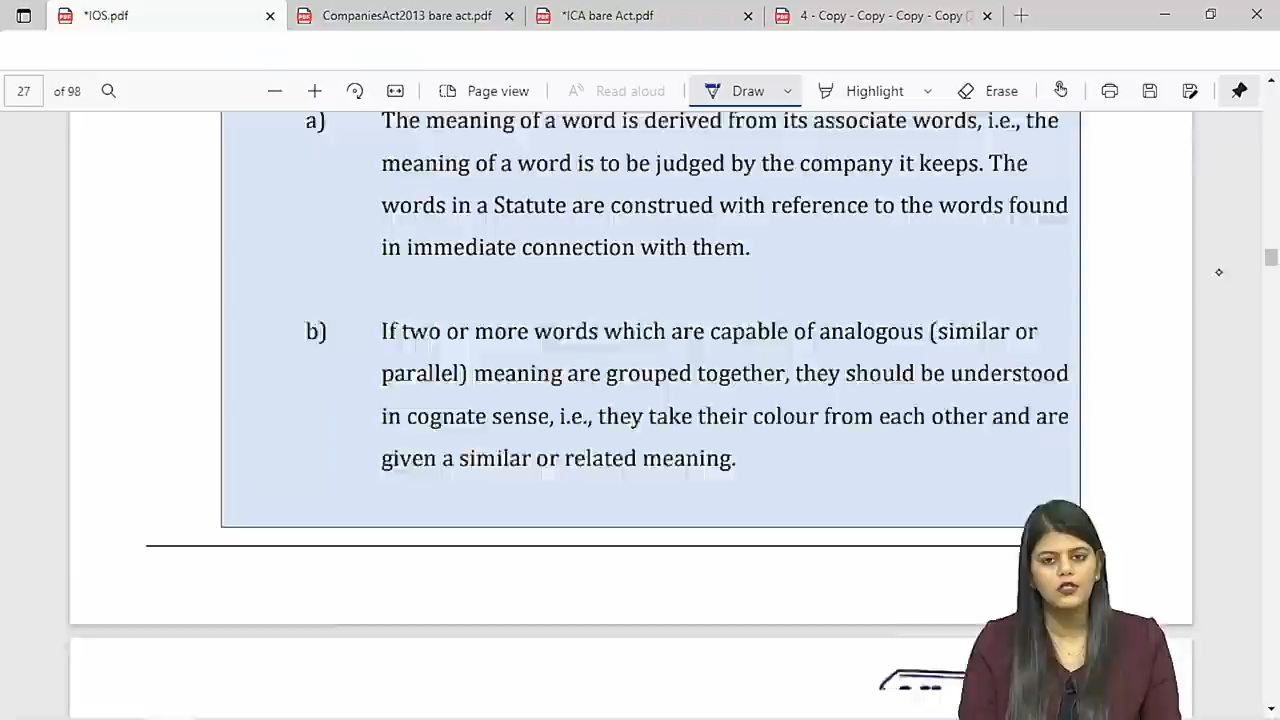 *IOS.pdf
CompaniesAct2013 bare act.pdf
*ICA bare Act.pdf
4 - Copy - Copy - Copy - Copy
27 of 98
Page view
Read aloud
Draw
Highlight
Erase
a) The meaning of a word is derived from its associate words, i.e., the
meaning of a word is to be judged by the company it keeps. The
words in a Statute are construed with reference to the words found
in immediate connection with them.
b) If two or more words which are capable of analogous (similar or
parallel) meaning are grouped together, they should be understood
in cognate sense, i.e., they take their colour from each other and are
given a similar or related meaning.